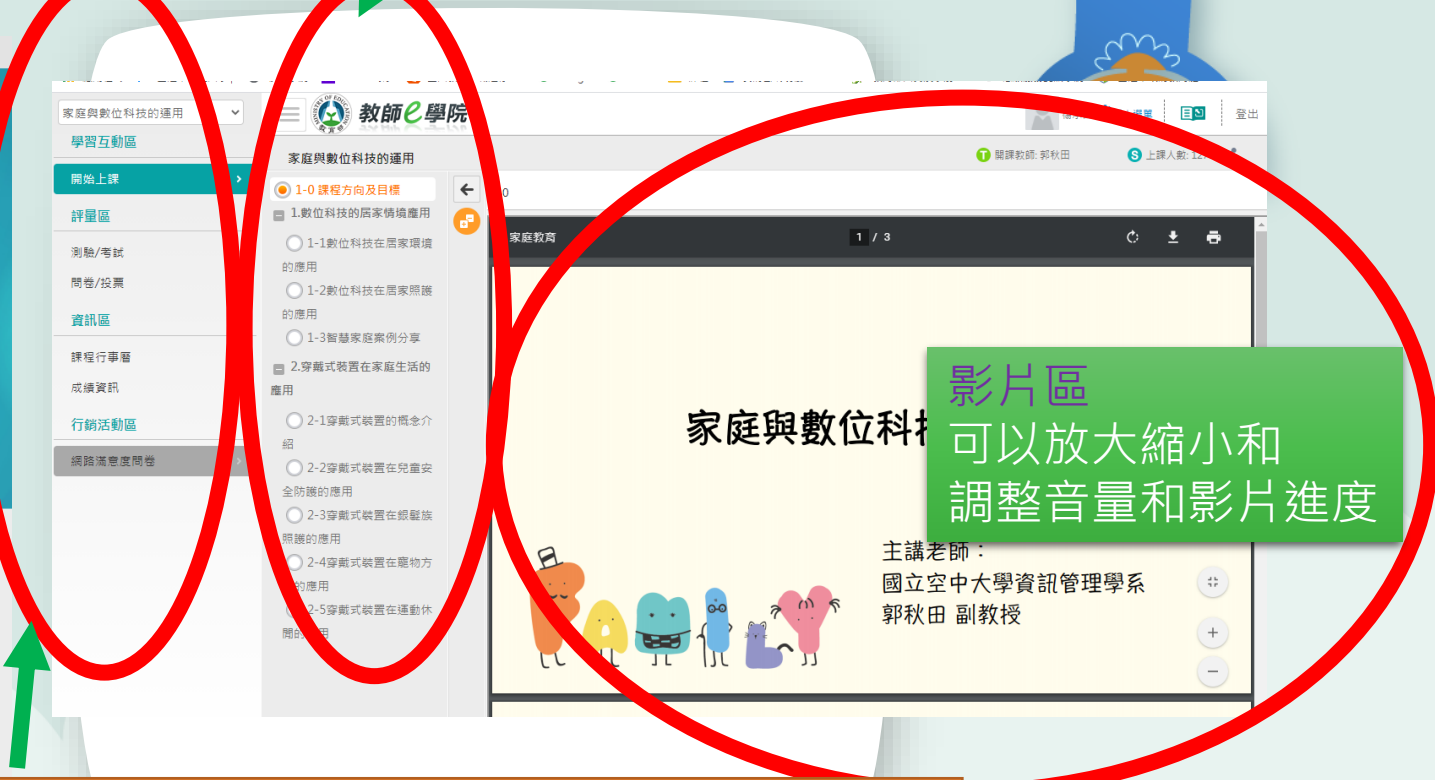 家庭與數位科技的運用
學習互動區
開始上課
評量區
測驗/考試
問卷/投票
資訊區
課程行事曆
成績資訊
行銷活動區
網路滿意度問卷
教師e學院
登出
家庭與數位科技的運用
開課教師: 郭秋田
上課人數: 12
1-0 課程方向及目標
1.數位科技的居家情境應用
1-1數位科技在居家環境
的應用
1-2數位科技在居家照護
的應用
1-3智慧家庭案例分享
2.穿戴式裝置在家庭生活的
應用
2-1穿戴式裝置的概念介
紹
2-2穿戴式裝置在兒童安
全防護的應用
2-3穿戴式裝置在銀髮族
照護的應用
2-4穿戴式裝置在寵物方
的應用
2-5穿戴式裝置在運動休
閒的應用
家庭教育
1 / 3
家庭與數位科
主講老師：
國立空中大學資訊管理學系
郭秋田 副教授
FAMILY
影片區
可以放大縮小和
調整音量和影片進度